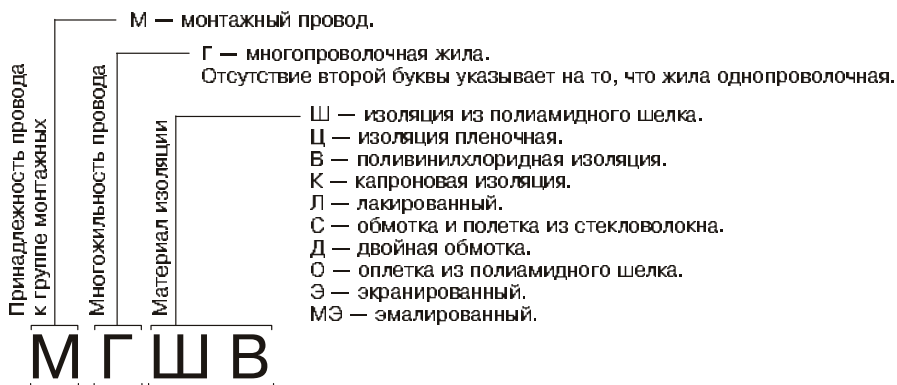 М — монтажный провод.
Г — многопроволочная жила.
Отсутствие второй буквы указывает на то, что жила однопроволочная.
Ш — изоляция из полиамидного шелка.
Ц — изоляция пленочная.
В — поливинилхлоридная изоляция.
К — капроновая изоляция.
Л — лакированный.
С — обмотка и полетка из стекловолокна.
Д — двойная обмотка.
О — оплетка из полиамидного шелка.
Э — экранированный.
МЭ — эмалированный.
Принадлежность провода
к группе монтажных
Многожильность провода
Материал изоляции
МГШВ